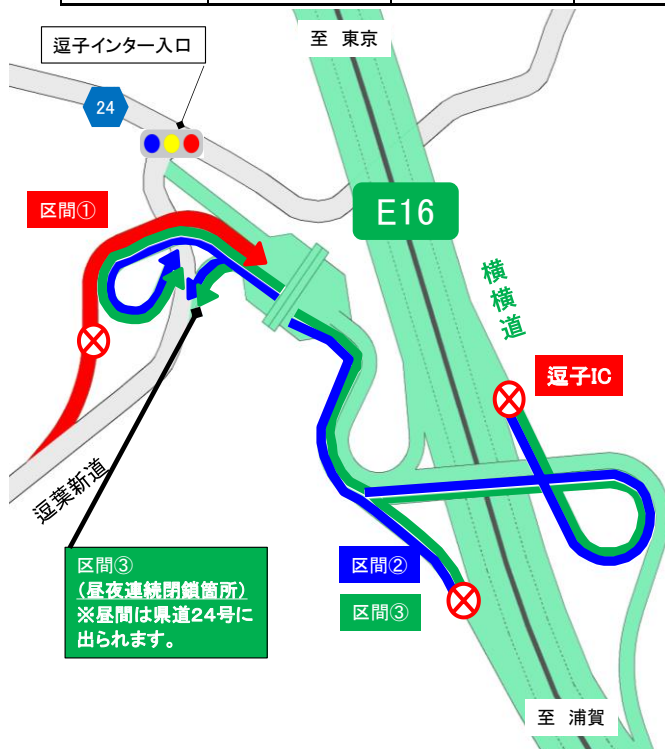 逗子インター入口
至 東京
24
区間①
E16
横横道
逗子IC
逗葉新道
区間③
(昼夜連続閉鎖箇所)
※昼間は県道24号に
出られます。
区間②
区間③
至 浦賀